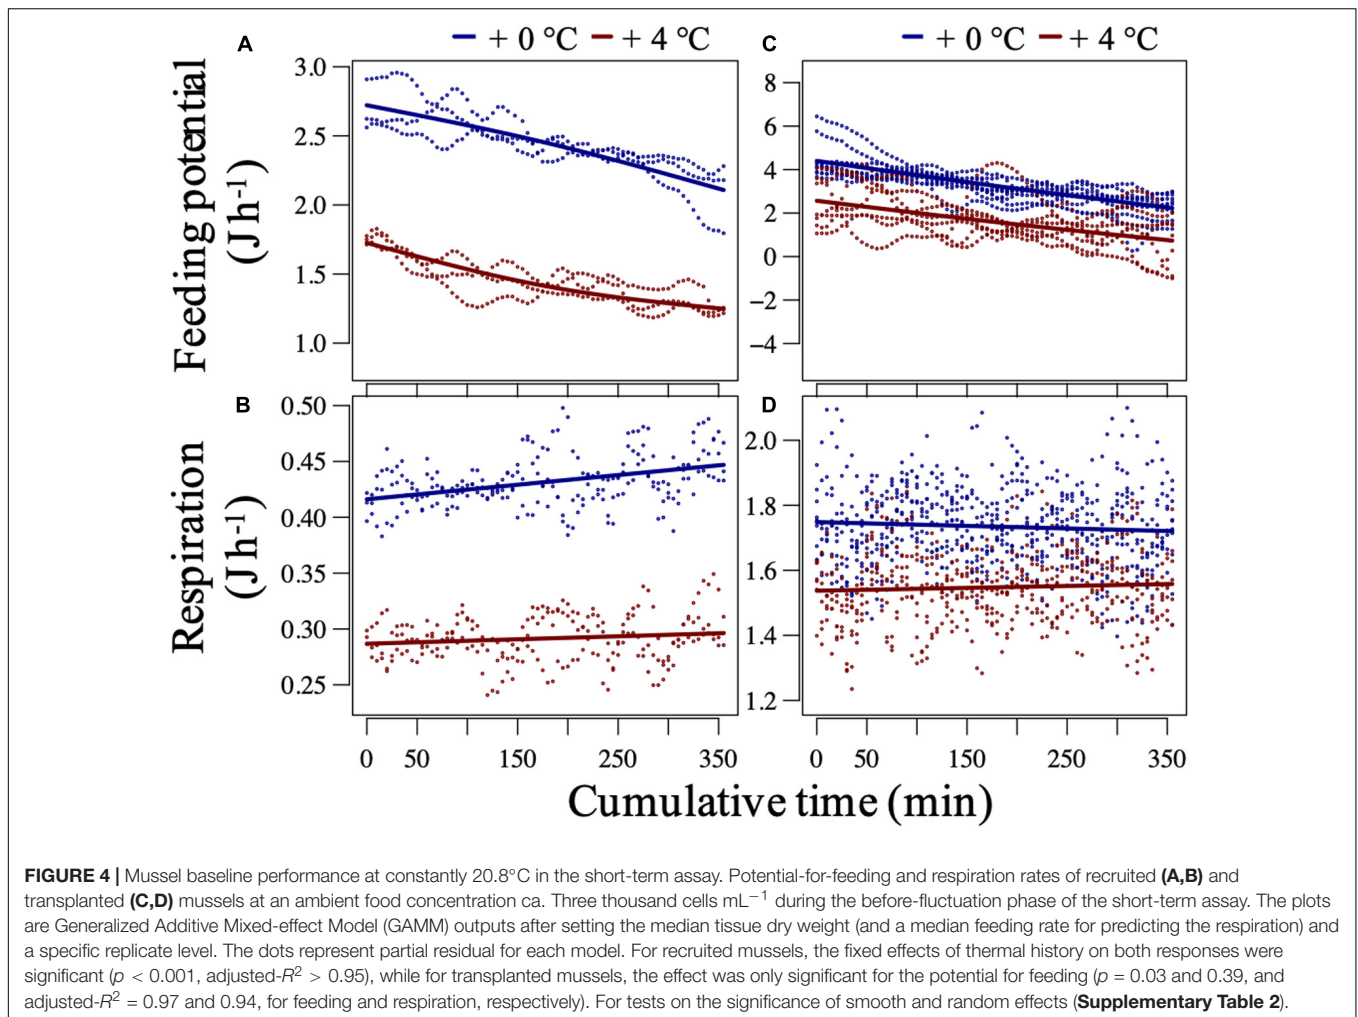 A
+ 0 °C + 4 °C
C
+ 0 °C + 4 °C
Feeding potential
(J h-1)
3.0
2.5
2.0
1.5
1.0
8
6
4
2
0
−2
−4
B
D
Respiration
(J h-1)
0.50
0.45
0.40
0.35
0.30
0.25
2.0
1.8
1.6
1.4
1.2
0 50 150 250 350
0 50 150 250 350
Cumulative time (min)
FIGURE 4 | Mussel baseline performance at constantly 20.8°C in the short-term assay. Potential-for-feeding and respiration rates of recruited (A,B) and
transplanted (C,D) mussels at an ambient food concentration ca. Three thousand cells mL−1 during the before-fluctuation phase of the short-term assay. The plots
are Generalized Additive Mixed-effect Model (GAMM) outputs after setting the median tissue dry weight (and a median feeding rate for predicting the respiration) and
a specific replicate level. The dots represent partial residual for each model. For recruited mussels, the fixed effects of thermal history on both responses were
significant (p < 0.001, adjusted-R2 > 0.95), while for transplanted mussels, the effect was only significant for the potential for feeding (p = 0.03 and 0.39, and
adjusted-R2 = 0.97 and 0.94, for feeding and respiration, respectively). For tests on the significance of smooth and random effects (Supplementary Table 2).